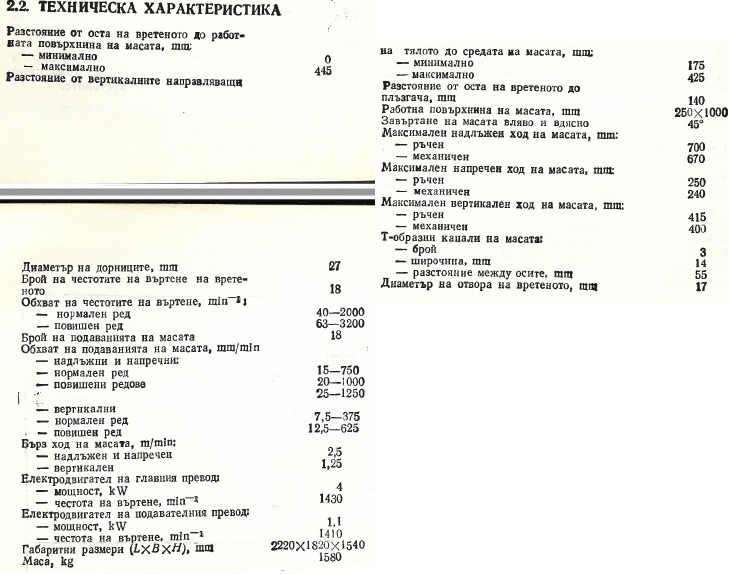 2.2. ТЕХНИЧЕСКА ХАРАКТЕРИСТИКА
Разстояние от оста на вретеното до работ-
ната повърхнина на масата, mm:
— минимално 0
— максимално 445
Разстояние от вертикалните направляващи
на тялото до средата на масата, mm:
— минимално 175
— максимално 425
Разстояние от оста на вретеното до
плъзгача, mm 140
Работна повърхнина на масата, mm 250×1000
Завъртане на масата вляво и вдясно 45°
Максимален надлъжен ход на масата, mm:
— ръчен 700
— механичен 670
Максимален напречен ход на масата, mm:
— ръчен 250
— механичен 240
Максимален вертикален ход на масата, mm:
— ръчен 415
— механичен 400
Т-образни канали на масата:
— брой 3
— широчина, mm 14
— разстояние между осите, mm 55
Диаметър на отвора на вретеното, mm 17
Диаметър на дорниците, mm 27
Брой на честотите на въртене на врете-
ното 18
Обхват на честотите на въртене, min⁻¹:
— нормален ред 40—2000
— повишен ред 63—3200
Брой на подаванията на масата 18
Обхват на подаванията на масата, mm/min
— надлъжни и напречни:
— нормален ред 15—750
— повишени редове 20—1000
25—1250
— вертикални
— нормален ред 7,5—375
— повишен ред 12,5—625
Бърз ход на масата, m/min:
— надлъжен и напречен 2,5
— вертикален 1,25
Електродвигател на главния превод:
— мощност, kW 4
— честота на въртене, min⁻¹ 1430
Електродвигател на подавателния превод:
— мощност, kW 1,1
— честота на въртене, min⁻¹ 1410
Габаритни размери (L×B×H), mm 2220×1820×1540
Маса, kg 1580